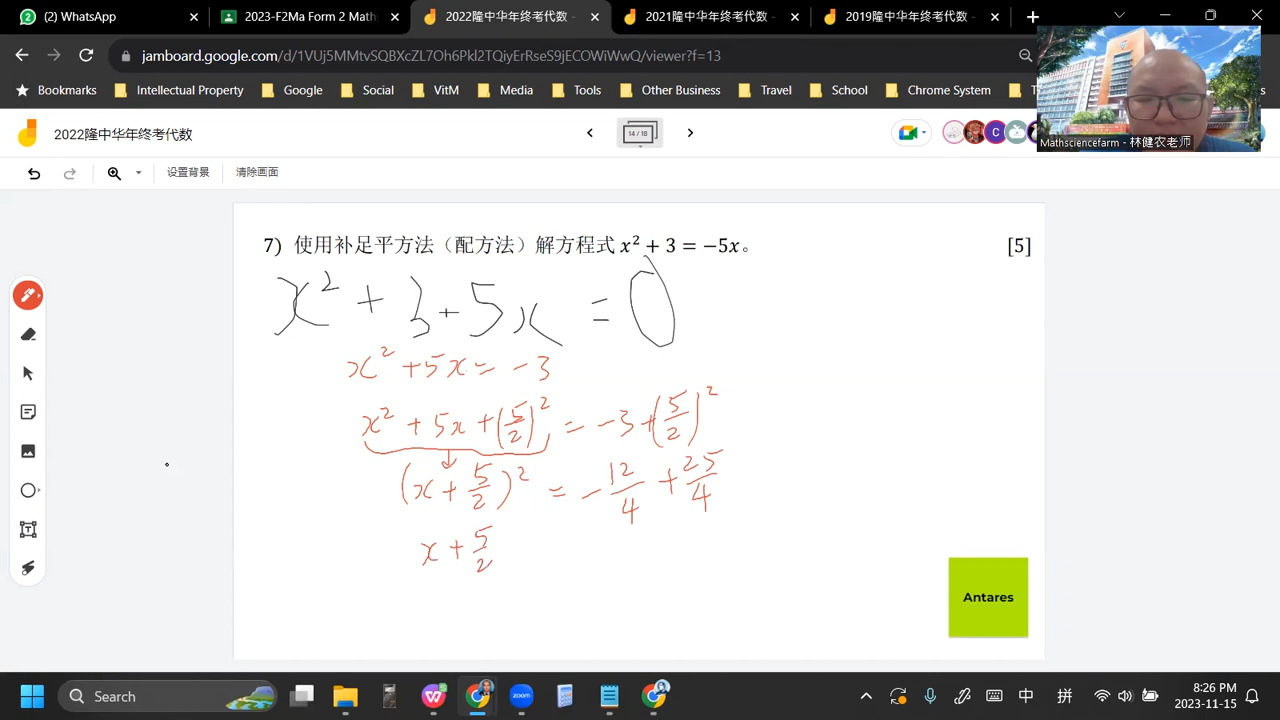 (2) WhatsApp
2023-F2Ma Form 2 Math
2022隆中华年终考代数
2021隆中华年终考代数
2019隆中华年终考代数
Bookmarks
Intellectual Property
Google
Soci
VitM
Media
Tools
Other Business
Travel
School
Chrome System
Mathsciencefarm - 林健农老师
2022隆中华年终考代数
14 / 18
C
设置背景
清除画面
7) 使用补足平方法（配方法）解方程式 x² + 3 = −5x。 [5]
x² + 3 + 5x = 0
x² + 5x = − 3
x² + 5x + (5/2)² = −3 + (5/2)²
(x + 5/2)² = − 12/4 + 25/4
x + 5/2
Antares
Search
中
拼
8:26 PM
2023-11-15